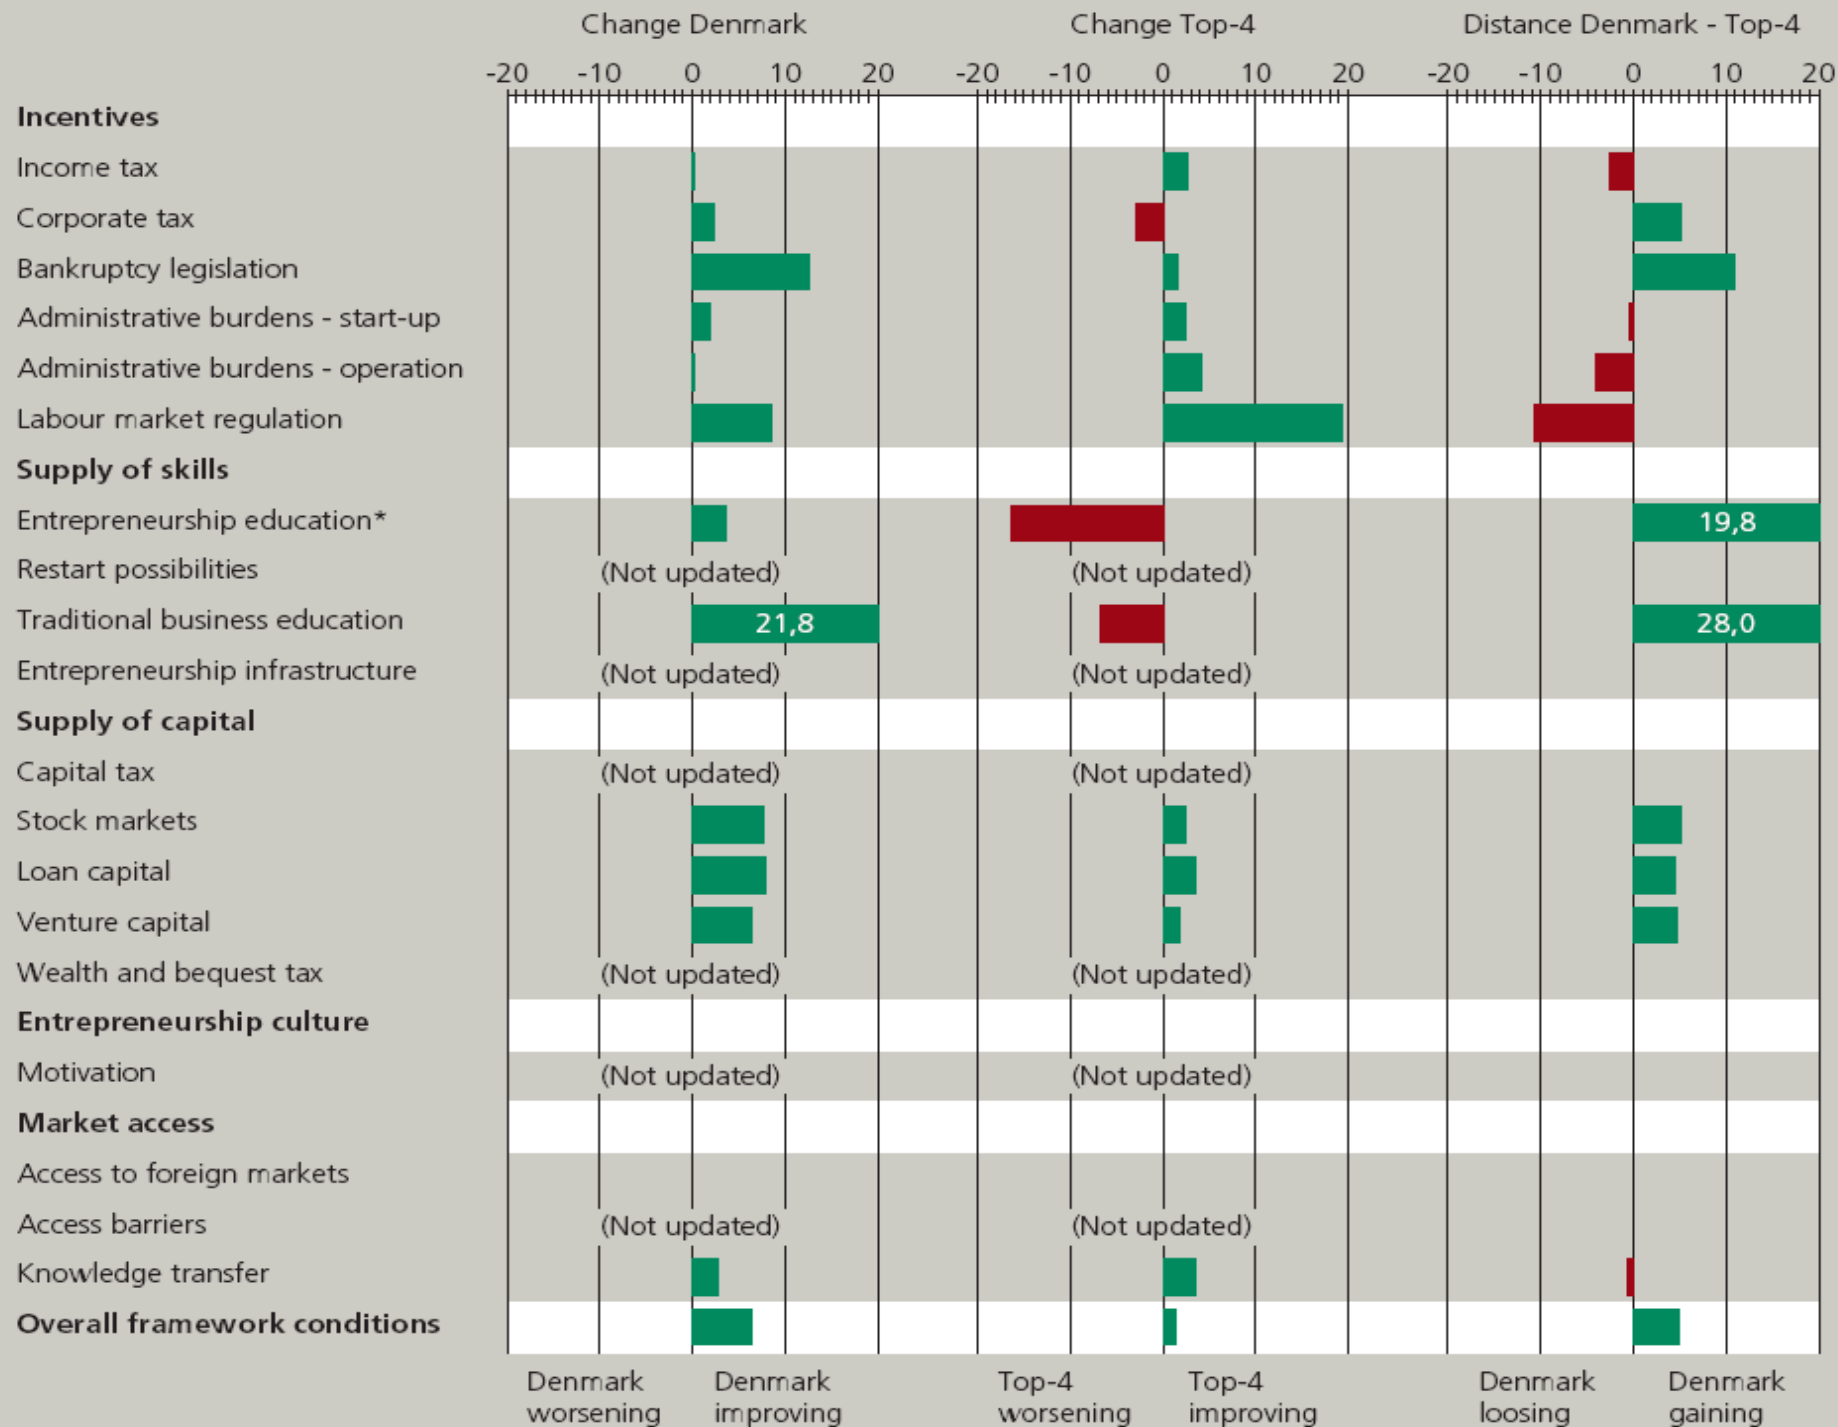 Change Denmark Change Top-4 Distance Denmark - Top-4
-20 -10 0 10 20 -20 -10 0 10 20 -20 -10 0 10 20
Incentives
Income tax
Corporate tax
Bankruptcy legislation
Administrative burdens - start-up
Administrative burdens - operation
Labour market regulation
Supply of skills
Entrepreneurship education* 19,8
Restart possibilities (Not updated) (Not updated)
Traditional business education 21,8 28,0
Entrepreneurship infrastructure (Not updated) (Not updated)
Supply of capital
Capital tax (Not updated) (Not updated)
Stock markets
Loan capital
Venture capital
Wealth and bequest tax (Not updated) (Not updated)
Entrepreneurship culture
Motivation (Not updated) (Not updated)
Market access
Access to foreign markets
Access barriers (Not updated) (Not updated)
Knowledge transfer
Overall framework conditions
Denmark Denmark Top-4 Top-4 Denmark Denmark
worsening improving worsening improving loosing gaining